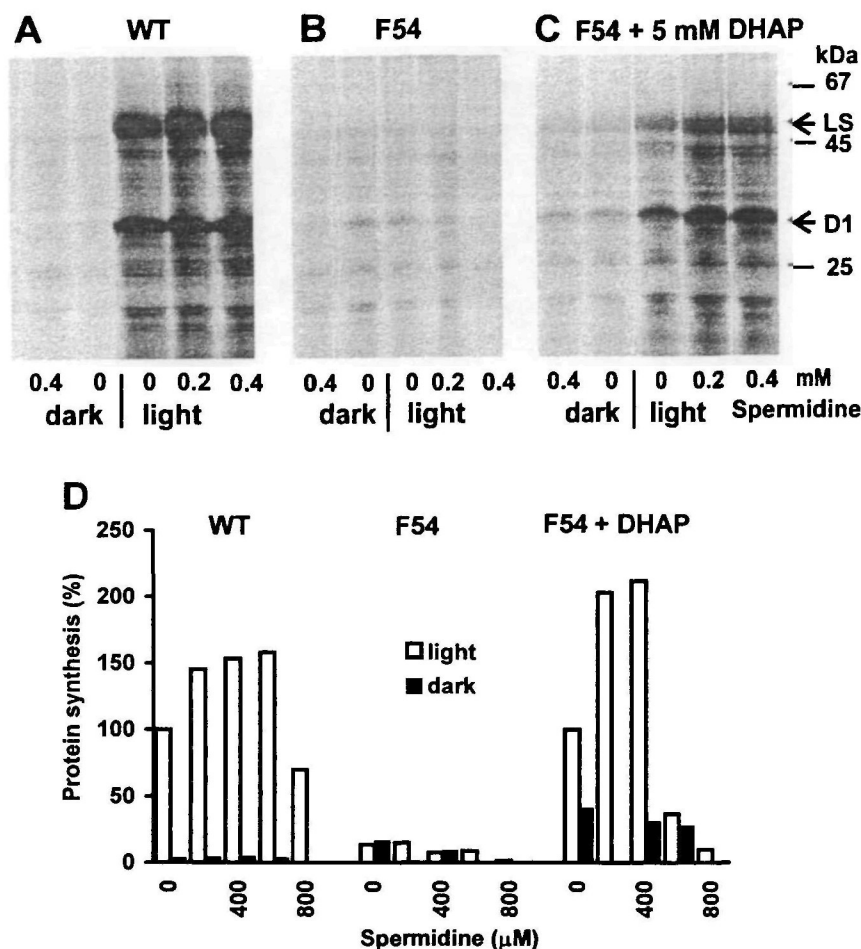 A WT
B F54
C F54 + 5 mM DHAP
kDa
67
LS
45
D1
25
0.4 0 0 0.2 0.4
dark light
0.4 0 0 0.2 0.4
dark light
0.4 0 0 0.2 0.4 mM
dark light Spermidine
D
WT F54 F54 + DHAP
250
200
150
100
50
0
Protein synthesis (%)
light
dark
0 400 800 0 400 800 0 400 800
Spermidine (μM)